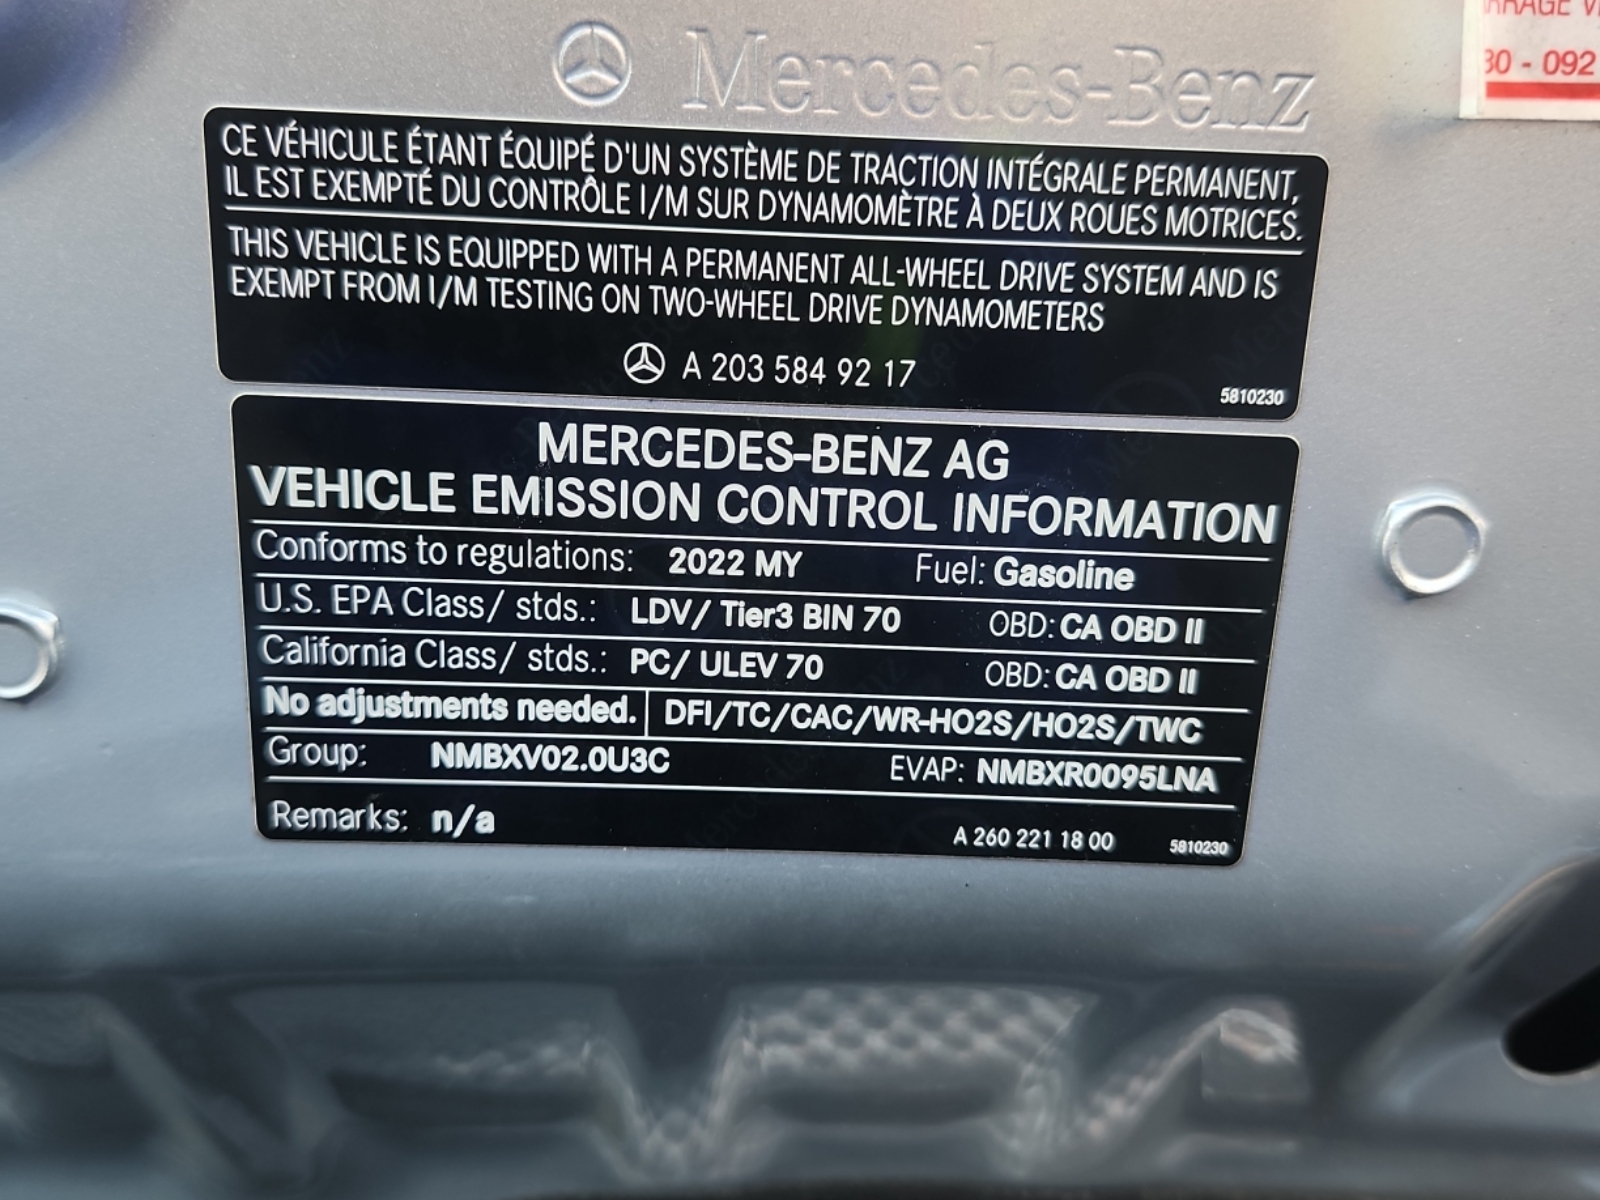 Mercedes-Benz
30 - 092
CE VÉHICULE ÉTANT ÉQUIPÉ D'UN SYSTÈME DE TRACTION INTÉGRALE PERMANENT,
IL EST EXEMPTÉ DU CONTRÔLE I/M SUR DYNAMOMÈTRE À DEUX ROUES MOTRICES.
THIS VEHICLE IS EQUIPPED WITH A PERMANENT ALL-WHEEL DRIVE SYSTEM AND IS
EXEMPT FROM I/M TESTING ON TWO-WHEEL DRIVE DYNAMOMETERS
A 203 584 92 17
5810230
MERCEDES-BENZ AG
VEHICLE EMISSION CONTROL INFORMATION
Conforms to regulations: 2022 MY Fuel: Gasoline
U.S. EPA Class/ stds.: LDV/ Tier3 BIN 70 OBD: CA OBD II
California Class/ stds.: PC/ ULEV 70 OBD: CA OBD II
No adjustments needed. DFI/TC/CAC/WR-HO2S/HO2S/TWC
Group: NMBXV02.0U3C EVAP: NMBXR0095LNA
Remarks: n/a
A 260 221 18 00 5810230